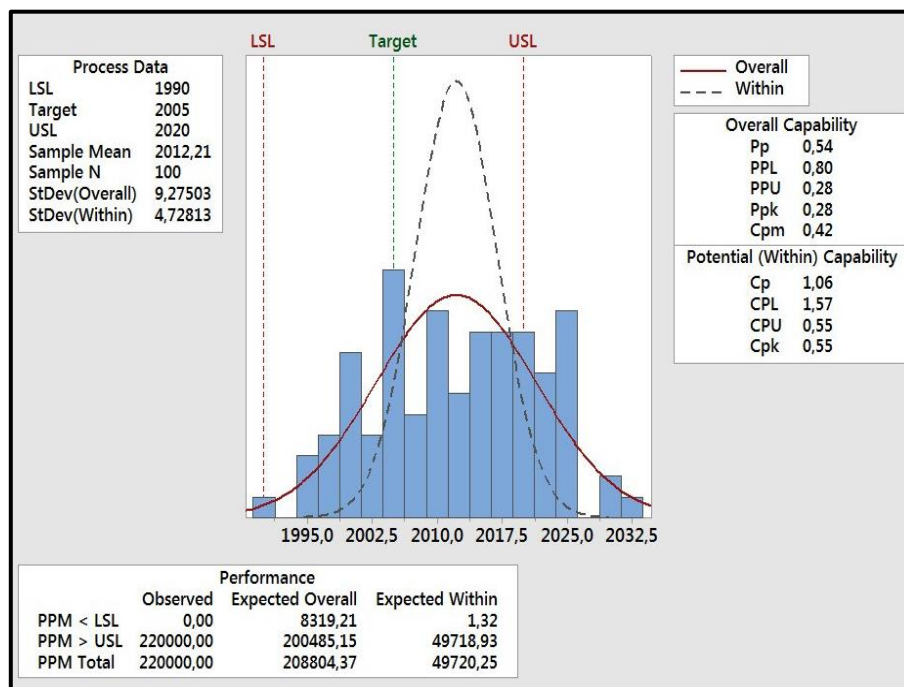 LSL Target USL
Process Data
LSL 1990
Target 2005
USL 2020
Sample Mean 2012,21
Sample N 100
StDev(Overall) 9,27503
StDev(Within) 4,72813
Overall
Within
Overall Capability
Pp 0,54
PPL 0,80
PPU 0,28
Ppk 0,28
Cpm 0,42
Potential (Within) Capability
Cp 1,06
CPL 1,57
CPU 0,55
Cpk 0,55
1995,0 2002,5 2010,0 2017,5 2025,0 2032,5
Performance
Observed Expected Overall Expected Within
PPM < LSL 0,00 8319,21 1,32
PPM > USL 220000,00 200485,15 49718,93
PPM Total 220000,00 208804,37 49720,25